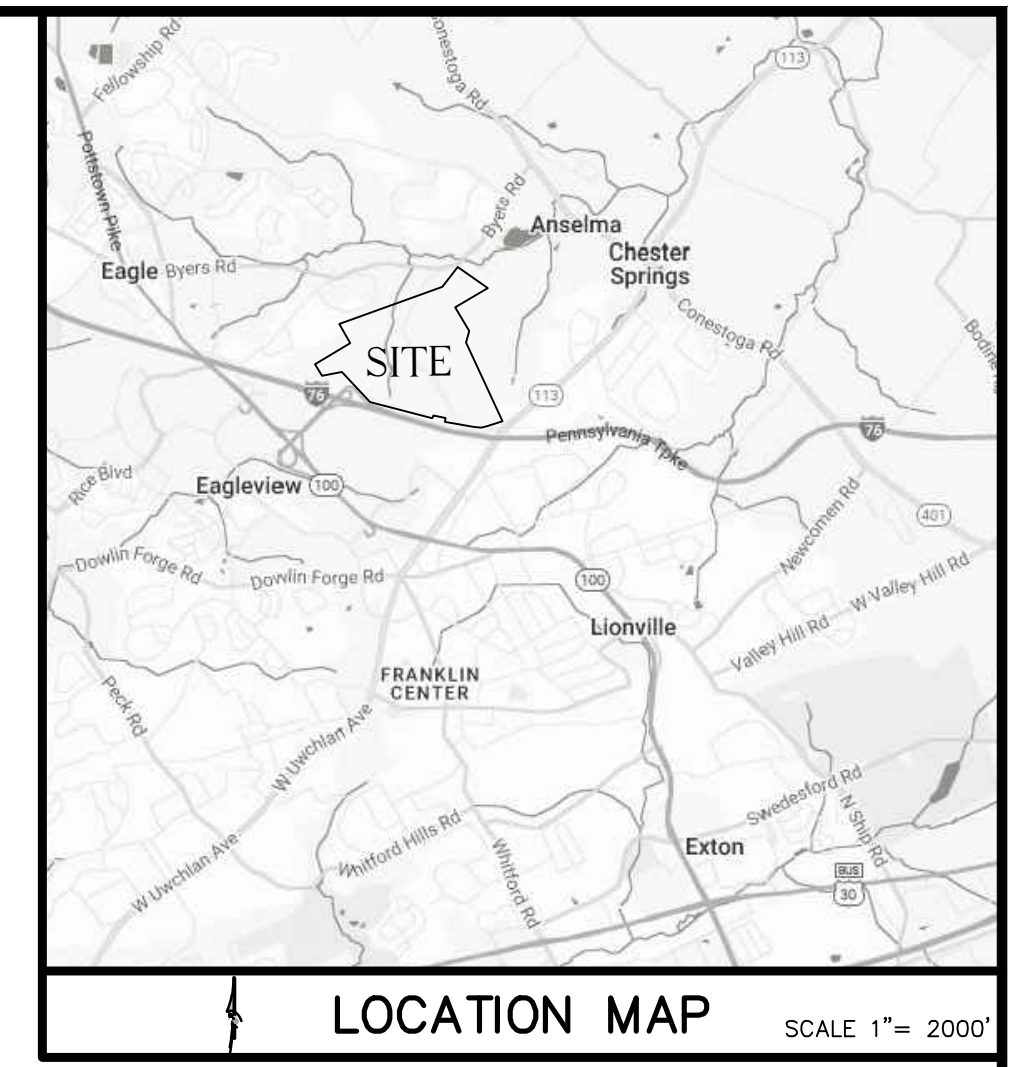 Fellowship Rd
onestoga Rd
113
Pottstown Pike
Byers Rd
Anselma
Chester
Springs
Eagle
Byers Rd
Conestoga Rd
Bodine
SITE
76
113
Pennsylvania Tpke
76
Rice Blvd
Eagleview
100
Newcomen Rd
401
Dowlin Forge Rd
Dowlin Forge Rd
100
W Valley Hill Rd
Lionville
Valley Hill Rd
FRANKLIN
CENTER
Peck Rd
W Uwchlan Ave
Swedesford Rd
N Ship Rd
Whitford Hills Rd
Whitford Rd
Exton
W Uwchlan Ave
BUS
30
LOCATION MAP
SCALE 1"= 2000'